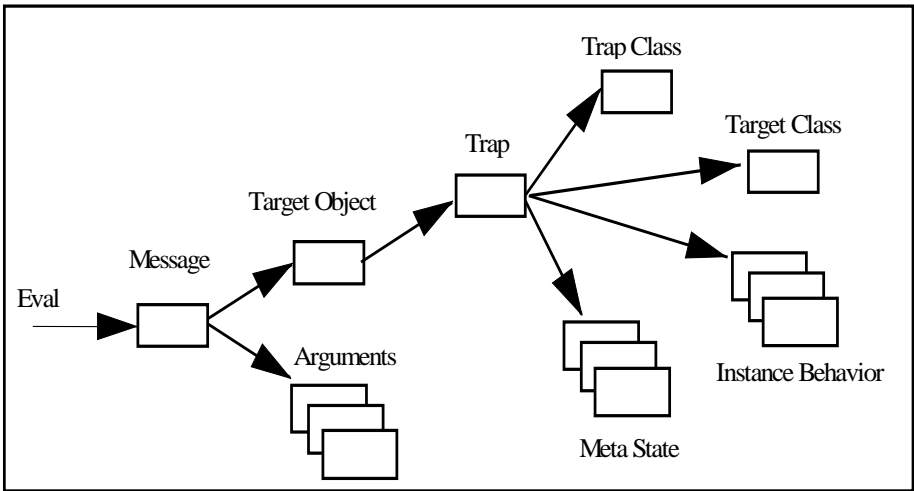 Trap Class
Target Class
Trap
Target Object
Message
Eval
Arguments
Instance Behavior
Meta State